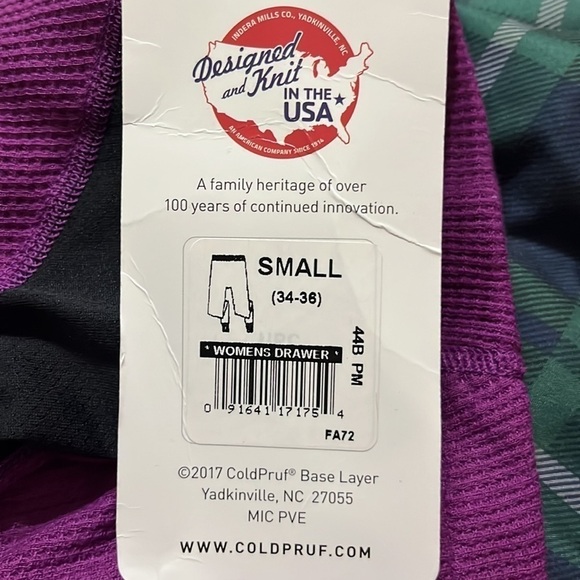 INDERA MILLS CO., YADKINVILLE, NC
Designed
and Knit
IN THE
USA
AN AMERICAN COMPANY SINCE 1914
A family heritage of over
100 years of continued innovation.
SMALL
(34-36)
44B PM
* WOMENS DRAWER *
0 91641 17175 4
FA72
©2017 ColdPruf® Base Layer
Yadkinville, NC 27055
MIC PVE
WWW.COLDPRUF.COM